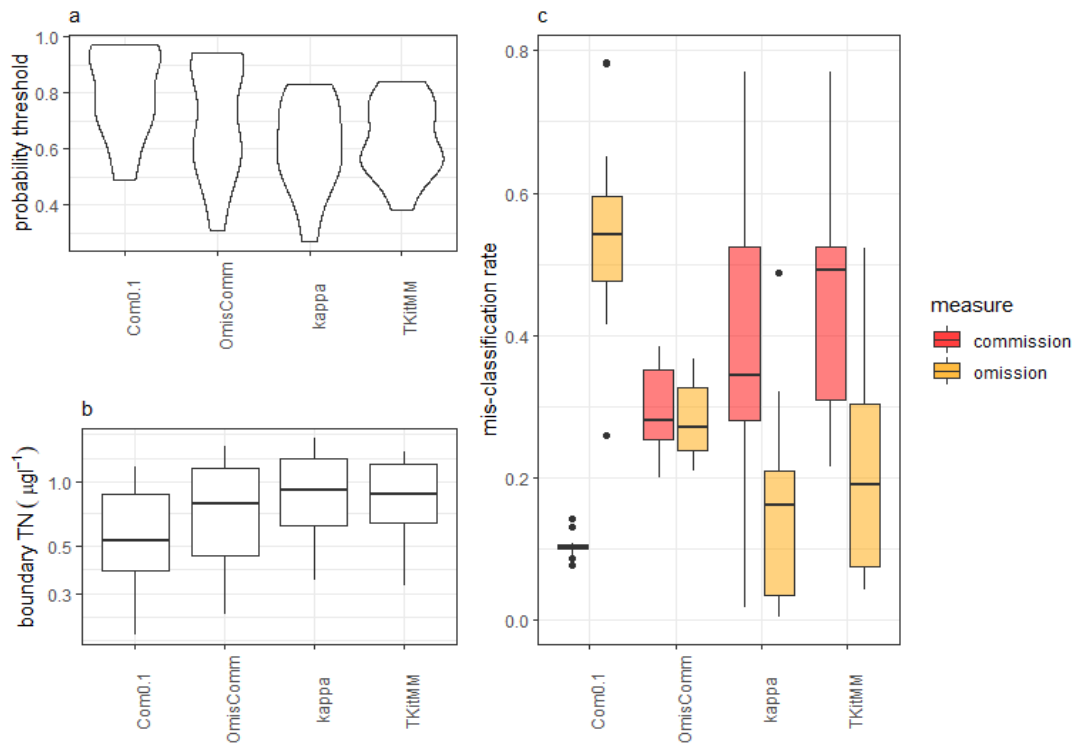 a
probability threshold
1.0
0.8
0.6
0.4
Com0.1
OmisComm
kappa
TKitMM
b
boundary TN ( µgl⁻¹)
1.0
0.5
0.3
Com0.1
OmisComm
kappa
TKitMM
c
mis-classification rate
0.8
0.6
0.4
0.2
0.0
Com0.1
OmisComm
kappa
TKitMM
measure
commission
omission